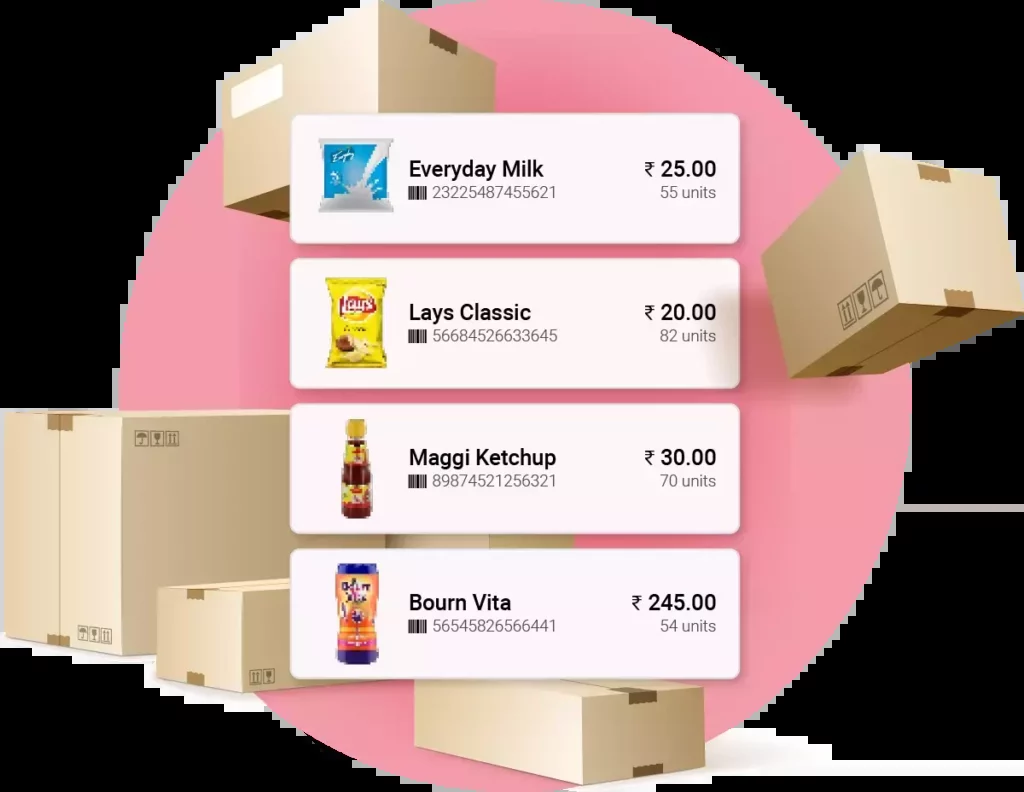 Everyday Milk
₹ 25.00
23225487455621
55 units
Lay's
Lays Classic
₹ 20.00
56684526633645
82 units
Maggi Ketchup
₹ 30.00
89874521256321
70 units
Bourn Vita
₹ 245.00
56545826566441
54 units